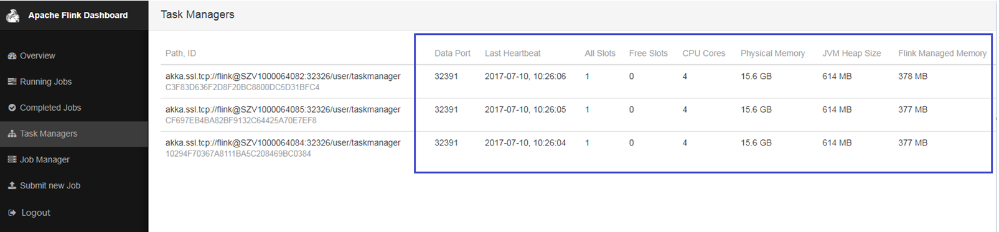 Apache Flink Dashboard
Task Managers
Overview
Running Jobs
Completed Jobs
Task Managers
Job Manager
Submit new Job
Logout
Path, ID Data Port Last Heartbeat All Slots Free Slots CPU Cores Physical Memory JVM Heap Size Flink Managed Memory
akka.ssl.tcp://flink@SZV1000064082:32326/user/taskmanager 32391 2017-07-10, 10:26:06 1 0 4 15.6 GB 614 MB 378 MB
C3F83D636F2D8F20BC8800DC5D31BFC4
akka.ssl.tcp://flink@SZV1000064085:32326/user/taskmanager 32391 2017-07-10, 10:26:05 1 0 4 15.6 GB 614 MB 377 MB
CF697EB4BA82BF9132C64425A70E7EF8
akka.ssl.tcp://flink@SZV1000064084:32326/user/taskmanager 32391 2017-07-10, 10:26:04 1 0 4 15.6 GB 614 MB 377 MB
10294F70367A8111BA5C208469BC0384